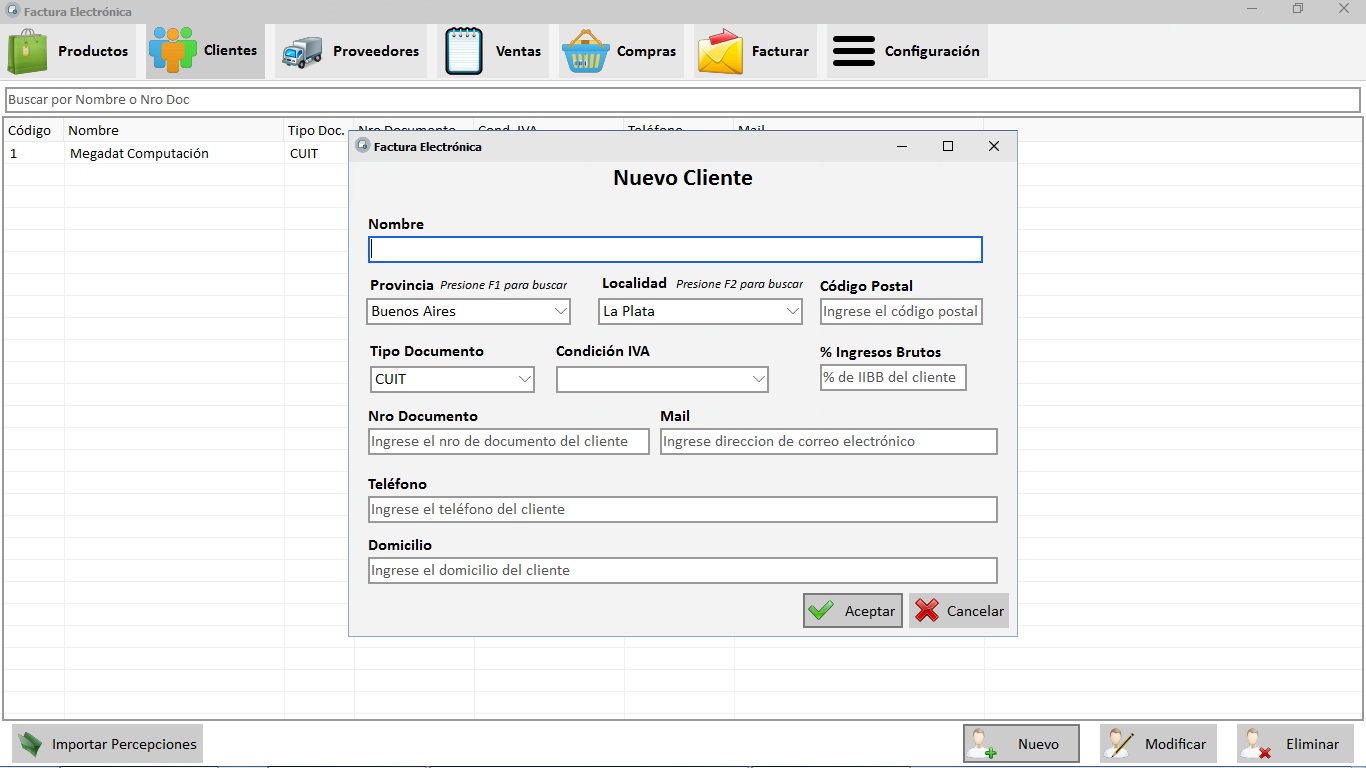 Factura Electrónica
Productos
Clientes
Proveedores
Ventas
Compras
Facturar
Configuración
Buscar por Nombre o Nro Doc
Código Nombre Tipo Doc. Nro Documento Cond. IVA Teléfono Mail
1 Megadat Computación CUIT
Factura Electrónica
Nuevo Cliente
Nombre
Provincia Presione F1 para buscar Localidad Presione F2 para buscar Código Postal
Buenos Aires La Plata Ingrese el código postal
Tipo Documento Condición IVA % Ingresos Brutos
CUIT % de IIBB del cliente
Nro Documento Mail
Ingrese el nro de documento del cliente Ingrese direccion de correo electrónico
Teléfono
Ingrese el teléfono del cliente
Domicilio
Ingrese el domicilio del cliente
Aceptar Cancelar
Importar Percepciones Nuevo Modificar Eliminar